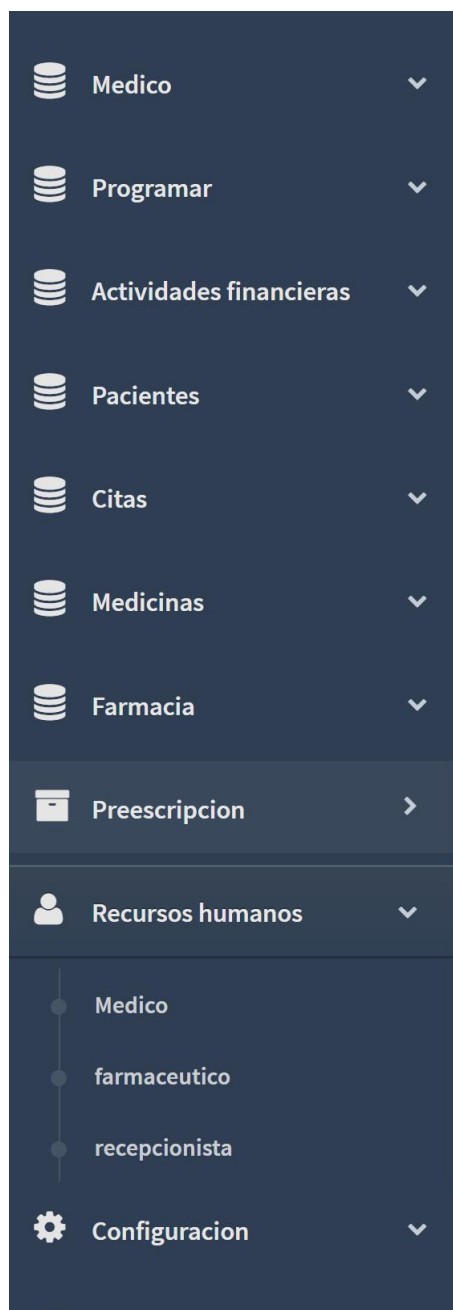 Medico
Programar
Actividades financieras
Pacientes
Citas
Medicinas
Farmacia
Preescripcion
Recursos humanos
Medico
farmaceutico
recepcionista
Configuracion